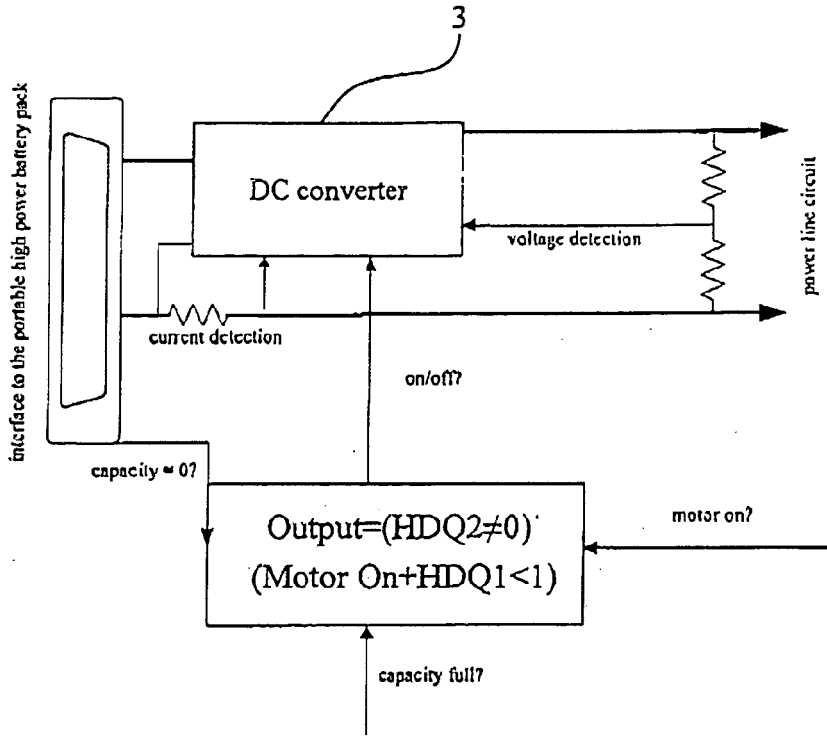 3
interface to the portable high power battery pack
DC converter
voltage detection
power line circuit
current detection
on/off?
capacity = 0?
Output=(HDQ2≠0)
(Motor On+HDQ1<1)
motor on?
capacity full?